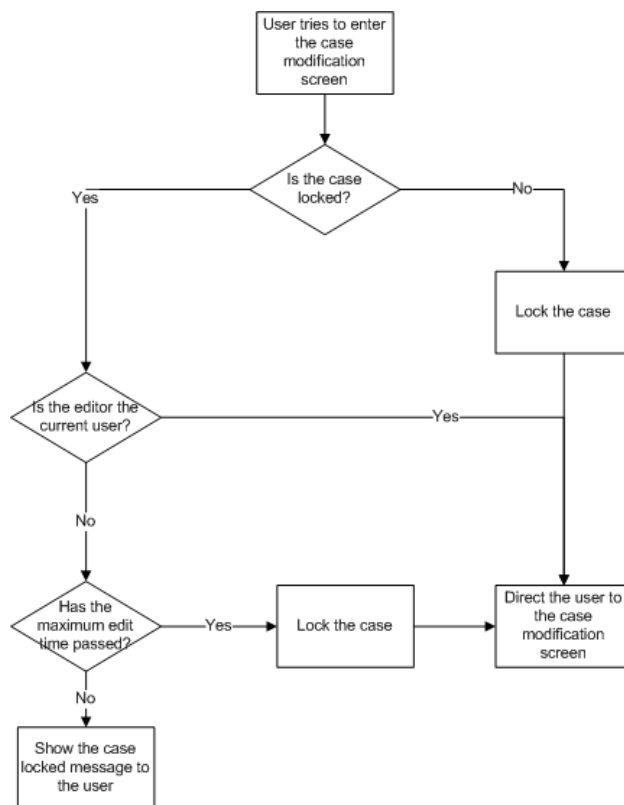 User tries to enter
the case
modification
screen
Is the case
locked?
Yes
No
Lock the case
Is the editor the
current user?
Yes
No
Has the
maximum edit
time passed?
Yes
Lock the case
Direct the user to
the case
modification
screen
No
Show the case
locked message to
the user